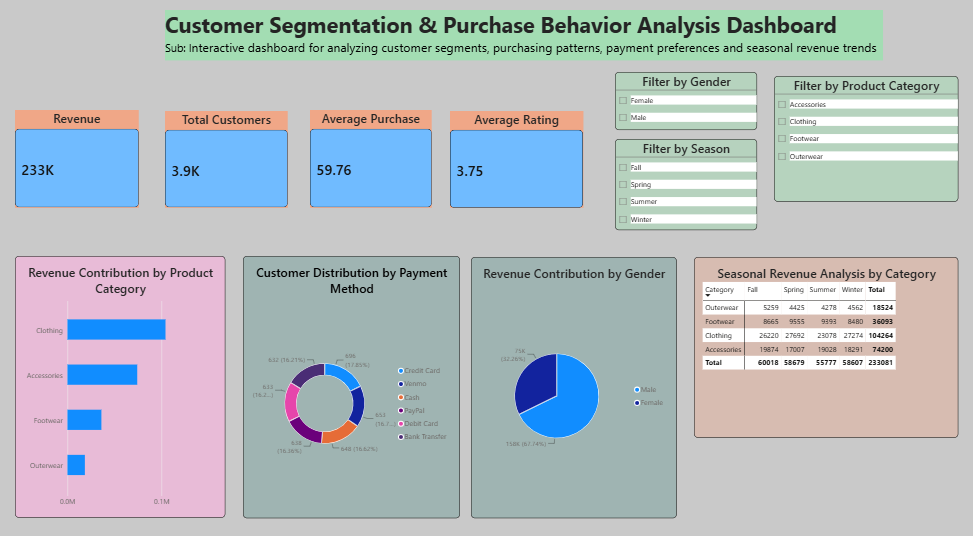 Customer Segmentation & Purchase Behavior Analysis Dashboard
Sub: Interactive dashboard for analyzing customer segments, purchasing patterns, payment preferences and seasonal revenue trends
Filter by Gender
Female
Male
Filter by Product Category
Accessories
Clothing
Footwear
Outerwear
Revenue
233K
Total Customers
3.9K
Average Purchase
59.76
Average Rating
3.75
Filter by Season
Fall
Spring
Summer
Winter
Revenue Contribution by Product
Category
Clothing
Accessories
Footwear
Outerwear
0.0M 0.1M
Customer Distribution by Payment
Method
632 (16.21%)
696
(17.85%)
633
(16.2...)
653
(16.7...)
638
(16.36%)
648 (16.62%)
Credit Card
Venmo
Cash
PayPal
Debit Card
Bank Transfer
Revenue Contribution by Gender
75K
(32.26%)
158K (67.74%)
Male
Female
Seasonal Revenue Analysis by Category
Category Fall Spring Summer Winter Total
Outerwear 5259 4425 4278 4562 18524
Footwear 8665 9555 9393 8480 36093
Clothing 26220 27692 23078 27274 104264
Accessories 19874 17007 19028 18291 74200
Total 60018 58679 55777 58607 233081